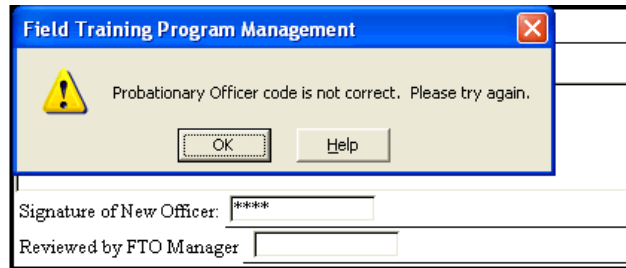 Field Training Program Management
Probationary Officer code is not correct. Please try again.
OK Help
Signature of New Officer: ****
Reviewed by FTO Manager